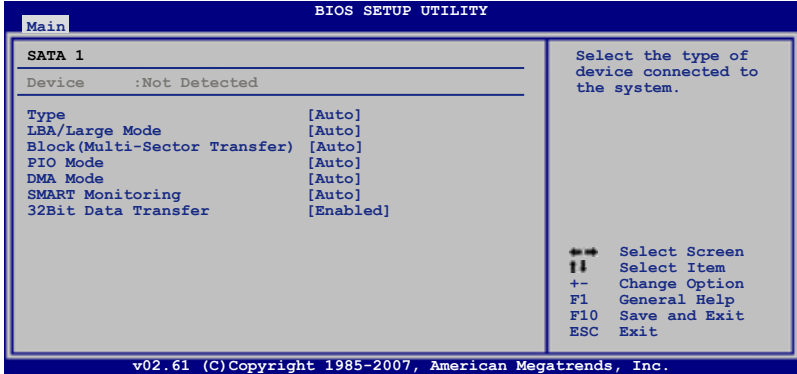 BIOS SETUP UTILITY
Main
SATA 1
Device :Not Detected
Type [Auto]
LBA/Large Mode [Auto]
Block(Multi-Sector Transfer) [Auto]
PIO Mode [Auto]
DMA Mode [Auto]
SMART Monitoring [Auto]
32Bit Data Transfer [Enabled]
Select the type of
device connected to
the system.
←→ Select Screen
↑↓ Select Item
+- Change Option
F1 General Help
F10 Save and Exit
ESC Exit
v02.61 (C)Copyright 1985-2007, American Megatrends, Inc.